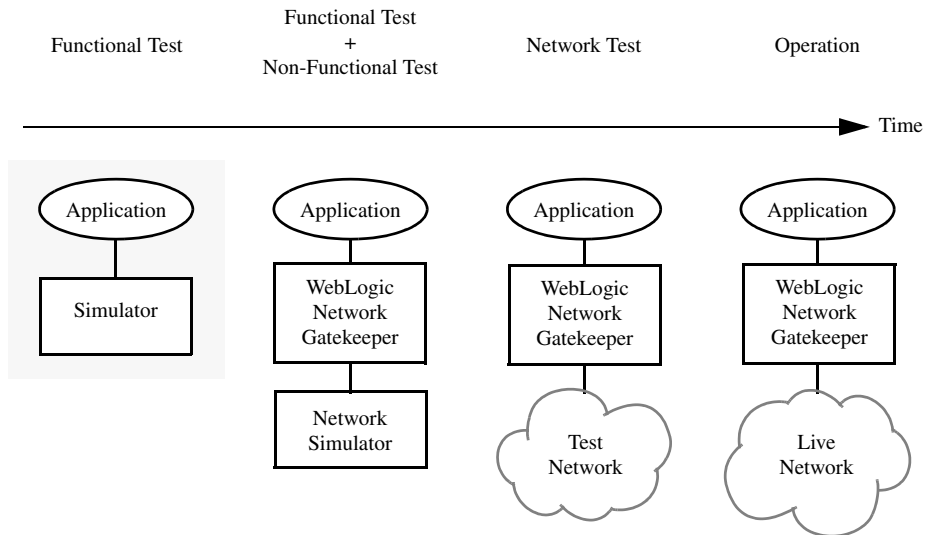 Functional Test
Functional Test
+
Non-Functional Test
Network Test
Operation
Time
Application
Simulator
Application
WebLogic
Network
Gatekeeper
Network
Simulator
Application
WebLogic
Network
Gatekeeper
Test
Network
Application
WebLogic
Network
Gatekeeper
Live
Network